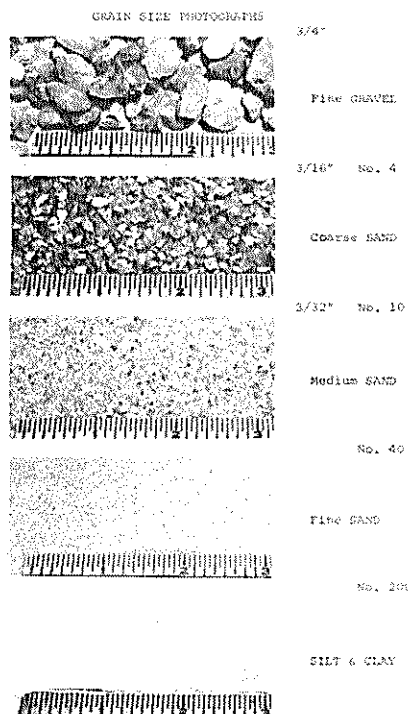 GRAIN SIZE PHOTOGRAPHS
3/4"
Fine GRAVEL
3/16" No. 4
Coarse SAND
3/32" No. 10
Medium SAND
No. 40
Fine SAND
No. 200
SILT & CLAY